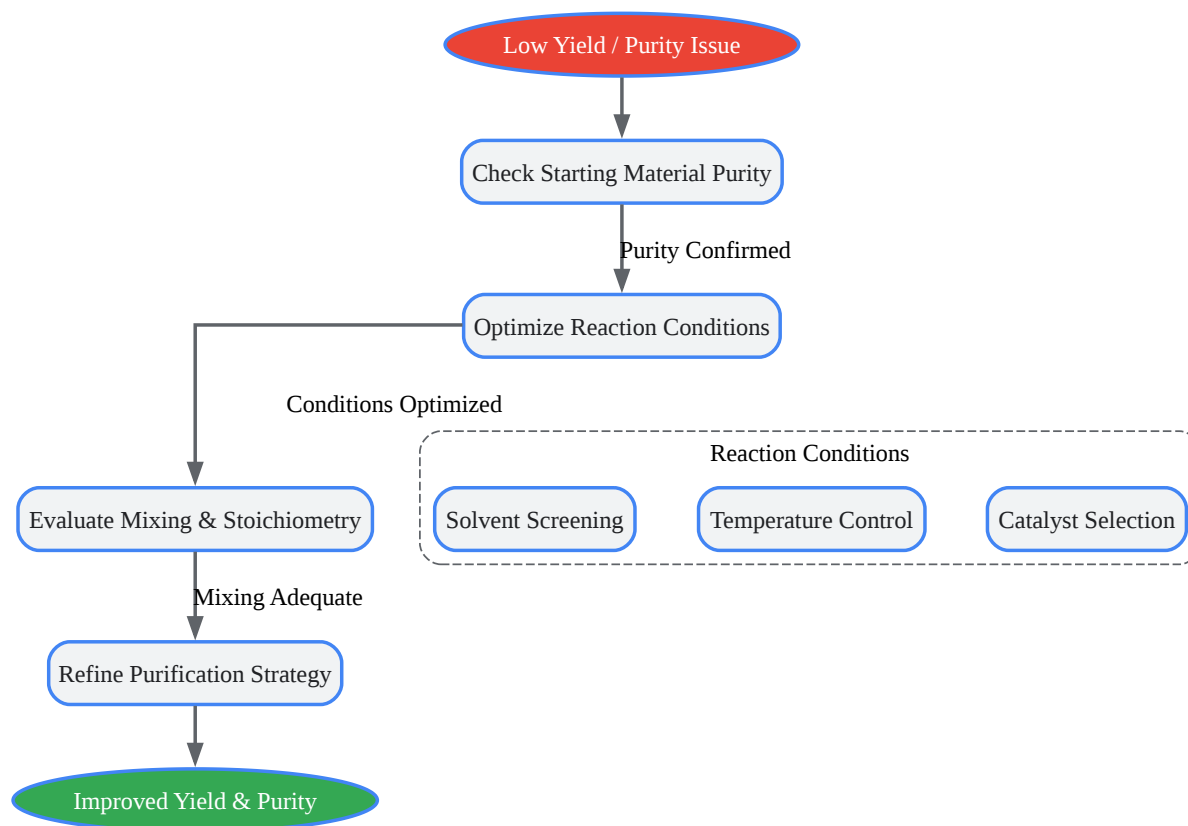 Low Yield / Purity Issue
Check Starting Material Purity
Purity Confirmed
Optimize Reaction Conditions
Conditions Optimized
Reaction Conditions
Evaluate Mixing & Stoichiometry
Solvent Screening
Temperature Control
Catalyst Selection
Mixing Adequate
Refine Purification Strategy
Improved Yield & Purity